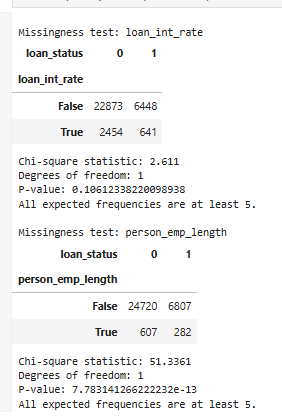 Missingness test: loan_int_rate
loan_status 0 1
loan_int_rate
False 22873 6448
True 2454 641
Chi-square statistic: 2.611
Degrees of freedom: 1
P-value: 0.10612338220098938
All expected frequencies are at least 5.
Missingness test: person_emp_length
loan_status 0 1
person_emp_length
False 24720 6807
True 607 282
Chi-square statistic: 51.3361
Degrees of freedom: 1
P-value: 7.783141266222232e-13
All expected frequencies are at least 5.